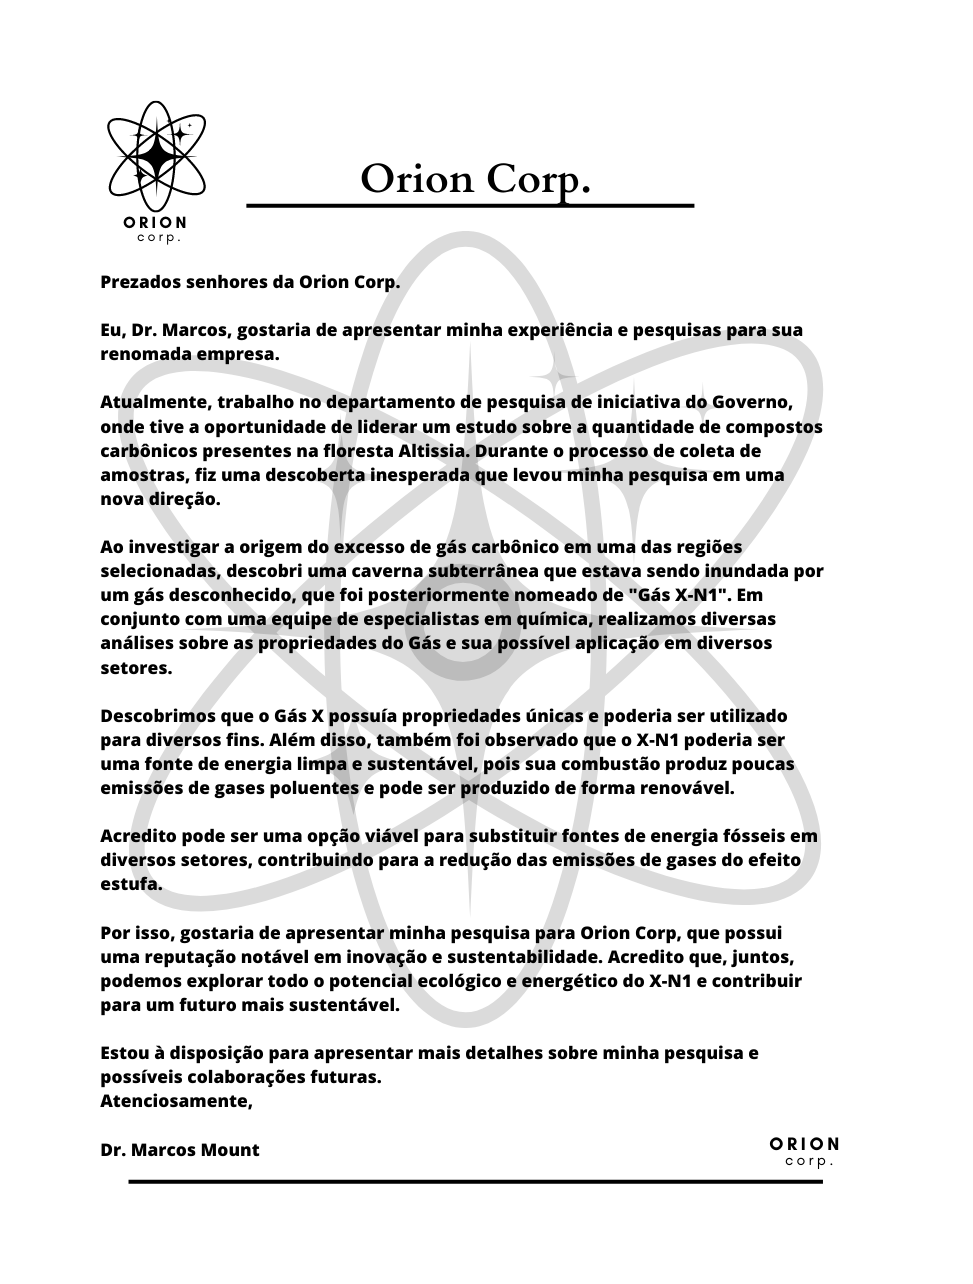 ORION
corp.
Orion Corp.
Prezados senhores da Orion Corp.
Eu, Dr. Marcos, gostaria de apresentar minha experiência e pesquisas para sua
renomada empresa.
Atualmente, trabalho no departamento de pesquisa de iniciativa do Governo,
onde tive a oportunidade de liderar um estudo sobre a quantidade de compostos
carbônicos presentes na floresta Altissia. Durante o processo de coleta de
amostras, fiz uma descoberta inesperada que levou minha pesquisa em uma
nova direção.
Ao investigar a origem do excesso de gás carbônico em uma das regiões
selecionadas, descobri uma caverna subterrânea que estava sendo inundada por
um gás desconhecido, que foi posteriormente nomeado de "Gás X-N1". Em
conjunto com uma equipe de especialistas em química, realizamos diversas
análises sobre as propriedades do Gás e sua possível aplicação em diversos
setores.
Descobrimos que o Gás X possuía propriedades únicas e poderia ser utilizado
para diversos fins. Além disso, também foi observado que o X-N1 poderia ser
uma fonte de energia limpa e sustentável, pois sua combustão produz poucas
emissões de gases poluentes e pode ser produzido de forma renovável.
Acredito pode ser uma opção viável para substituir fontes de energia fósseis em
diversos setores, contribuindo para a redução das emissões de gases do efeito
estufa.
Por isso, gostaria de apresentar minha pesquisa para Orion Corp, que possui
uma reputação notável em inovação e sustentabilidade. Acredito que, juntos,
podemos explorar todo o potencial ecológico e energético do X-N1 e contribuir
para um futuro mais sustentável.
Estou à disposição para apresentar mais detalhes sobre minha pesquisa e
possíveis colaborações futuras.
Atenciosamente,
Dr. Marcos Mount
ORION
corp.